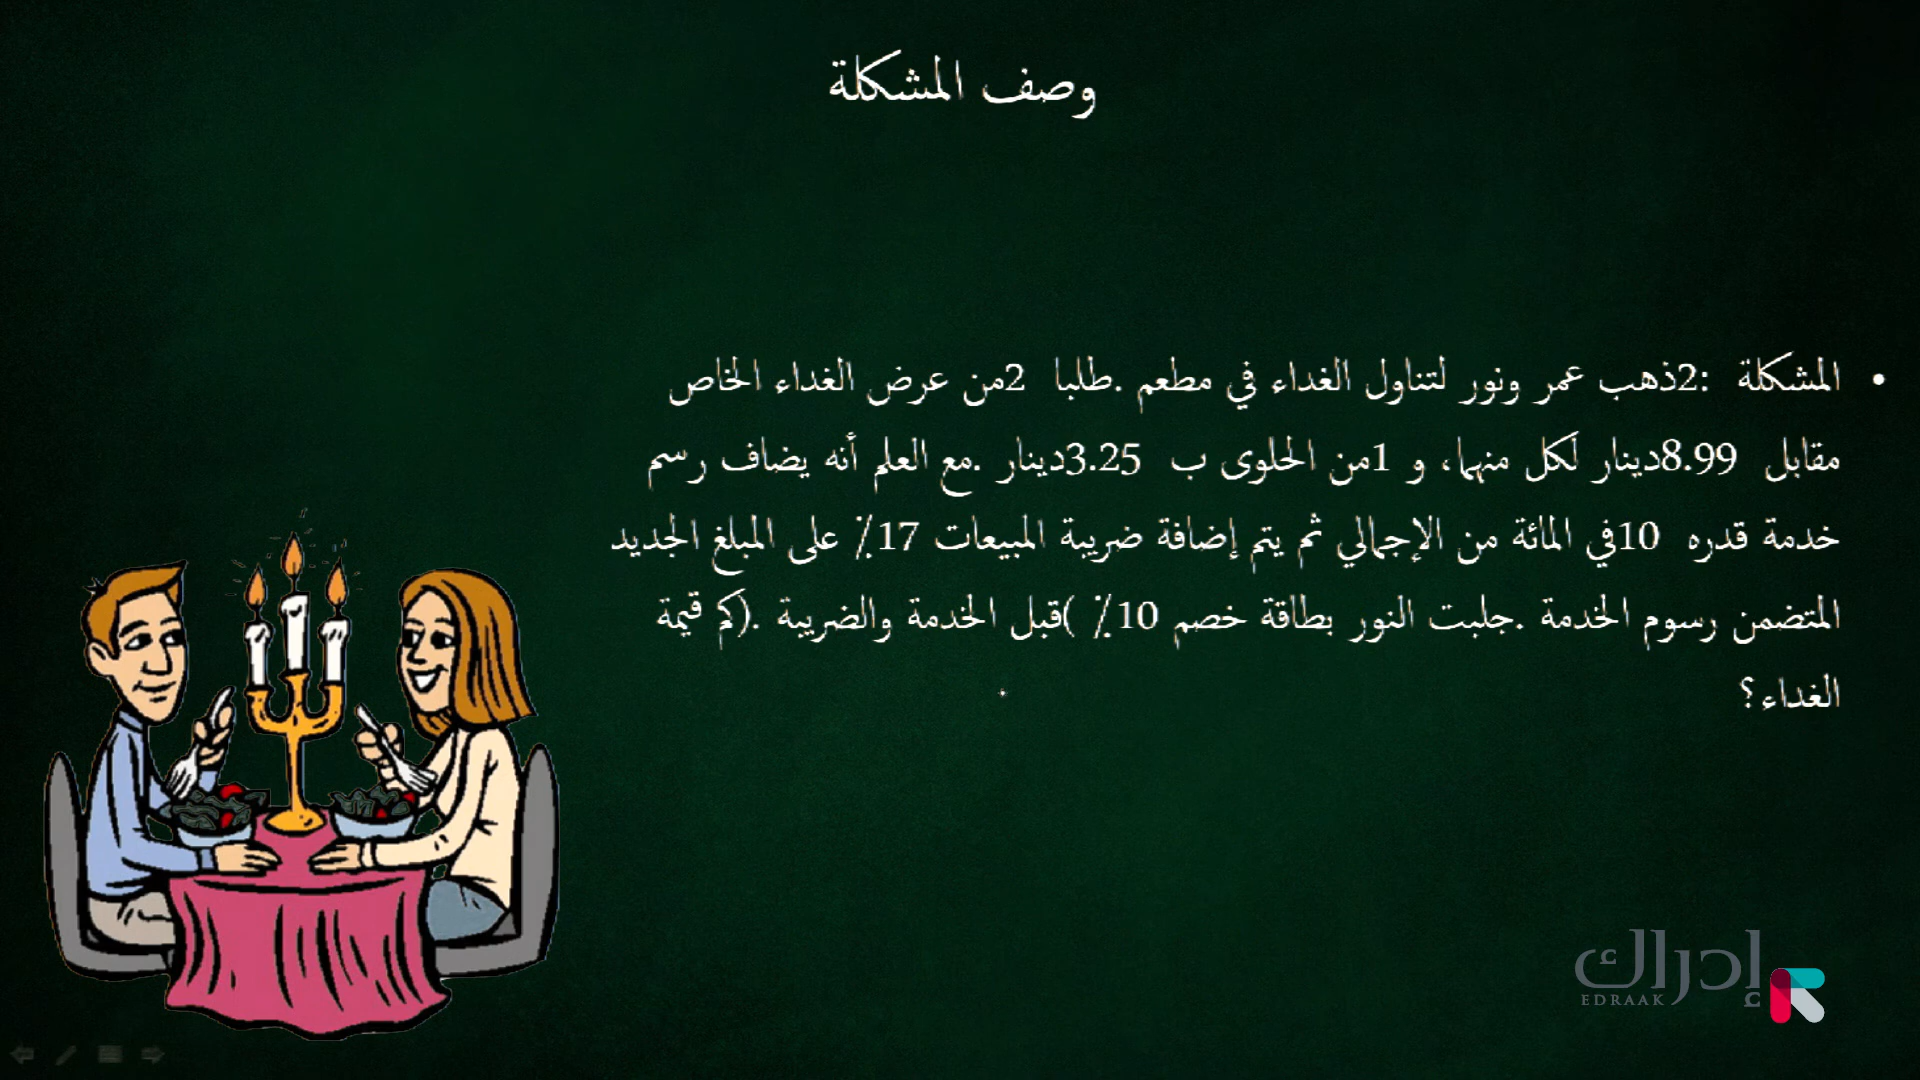 وصف المشكلة
• المشكلة :2ذهب عمر ونور لتناول الغداء في مطعم .طلبا 2من عرض الغداء الخاص
مقابل 8.99دينار لكل منهما، و 1من الحلوى ب 3.25دينار .مع العلم أنه يضاف رسم
خدمة قدره 10في المائة من الإجمالي ثم يتم إضافة ضريبة المبيعات 17٪ على المبلغ الجديد
المتضمن رسوم الخدمة .جلبت النور بطاقة خصم 10٪ )قبل الخدمة والضريبة .(كم قيمة
الغداء؟
إدراك
EDRAAK